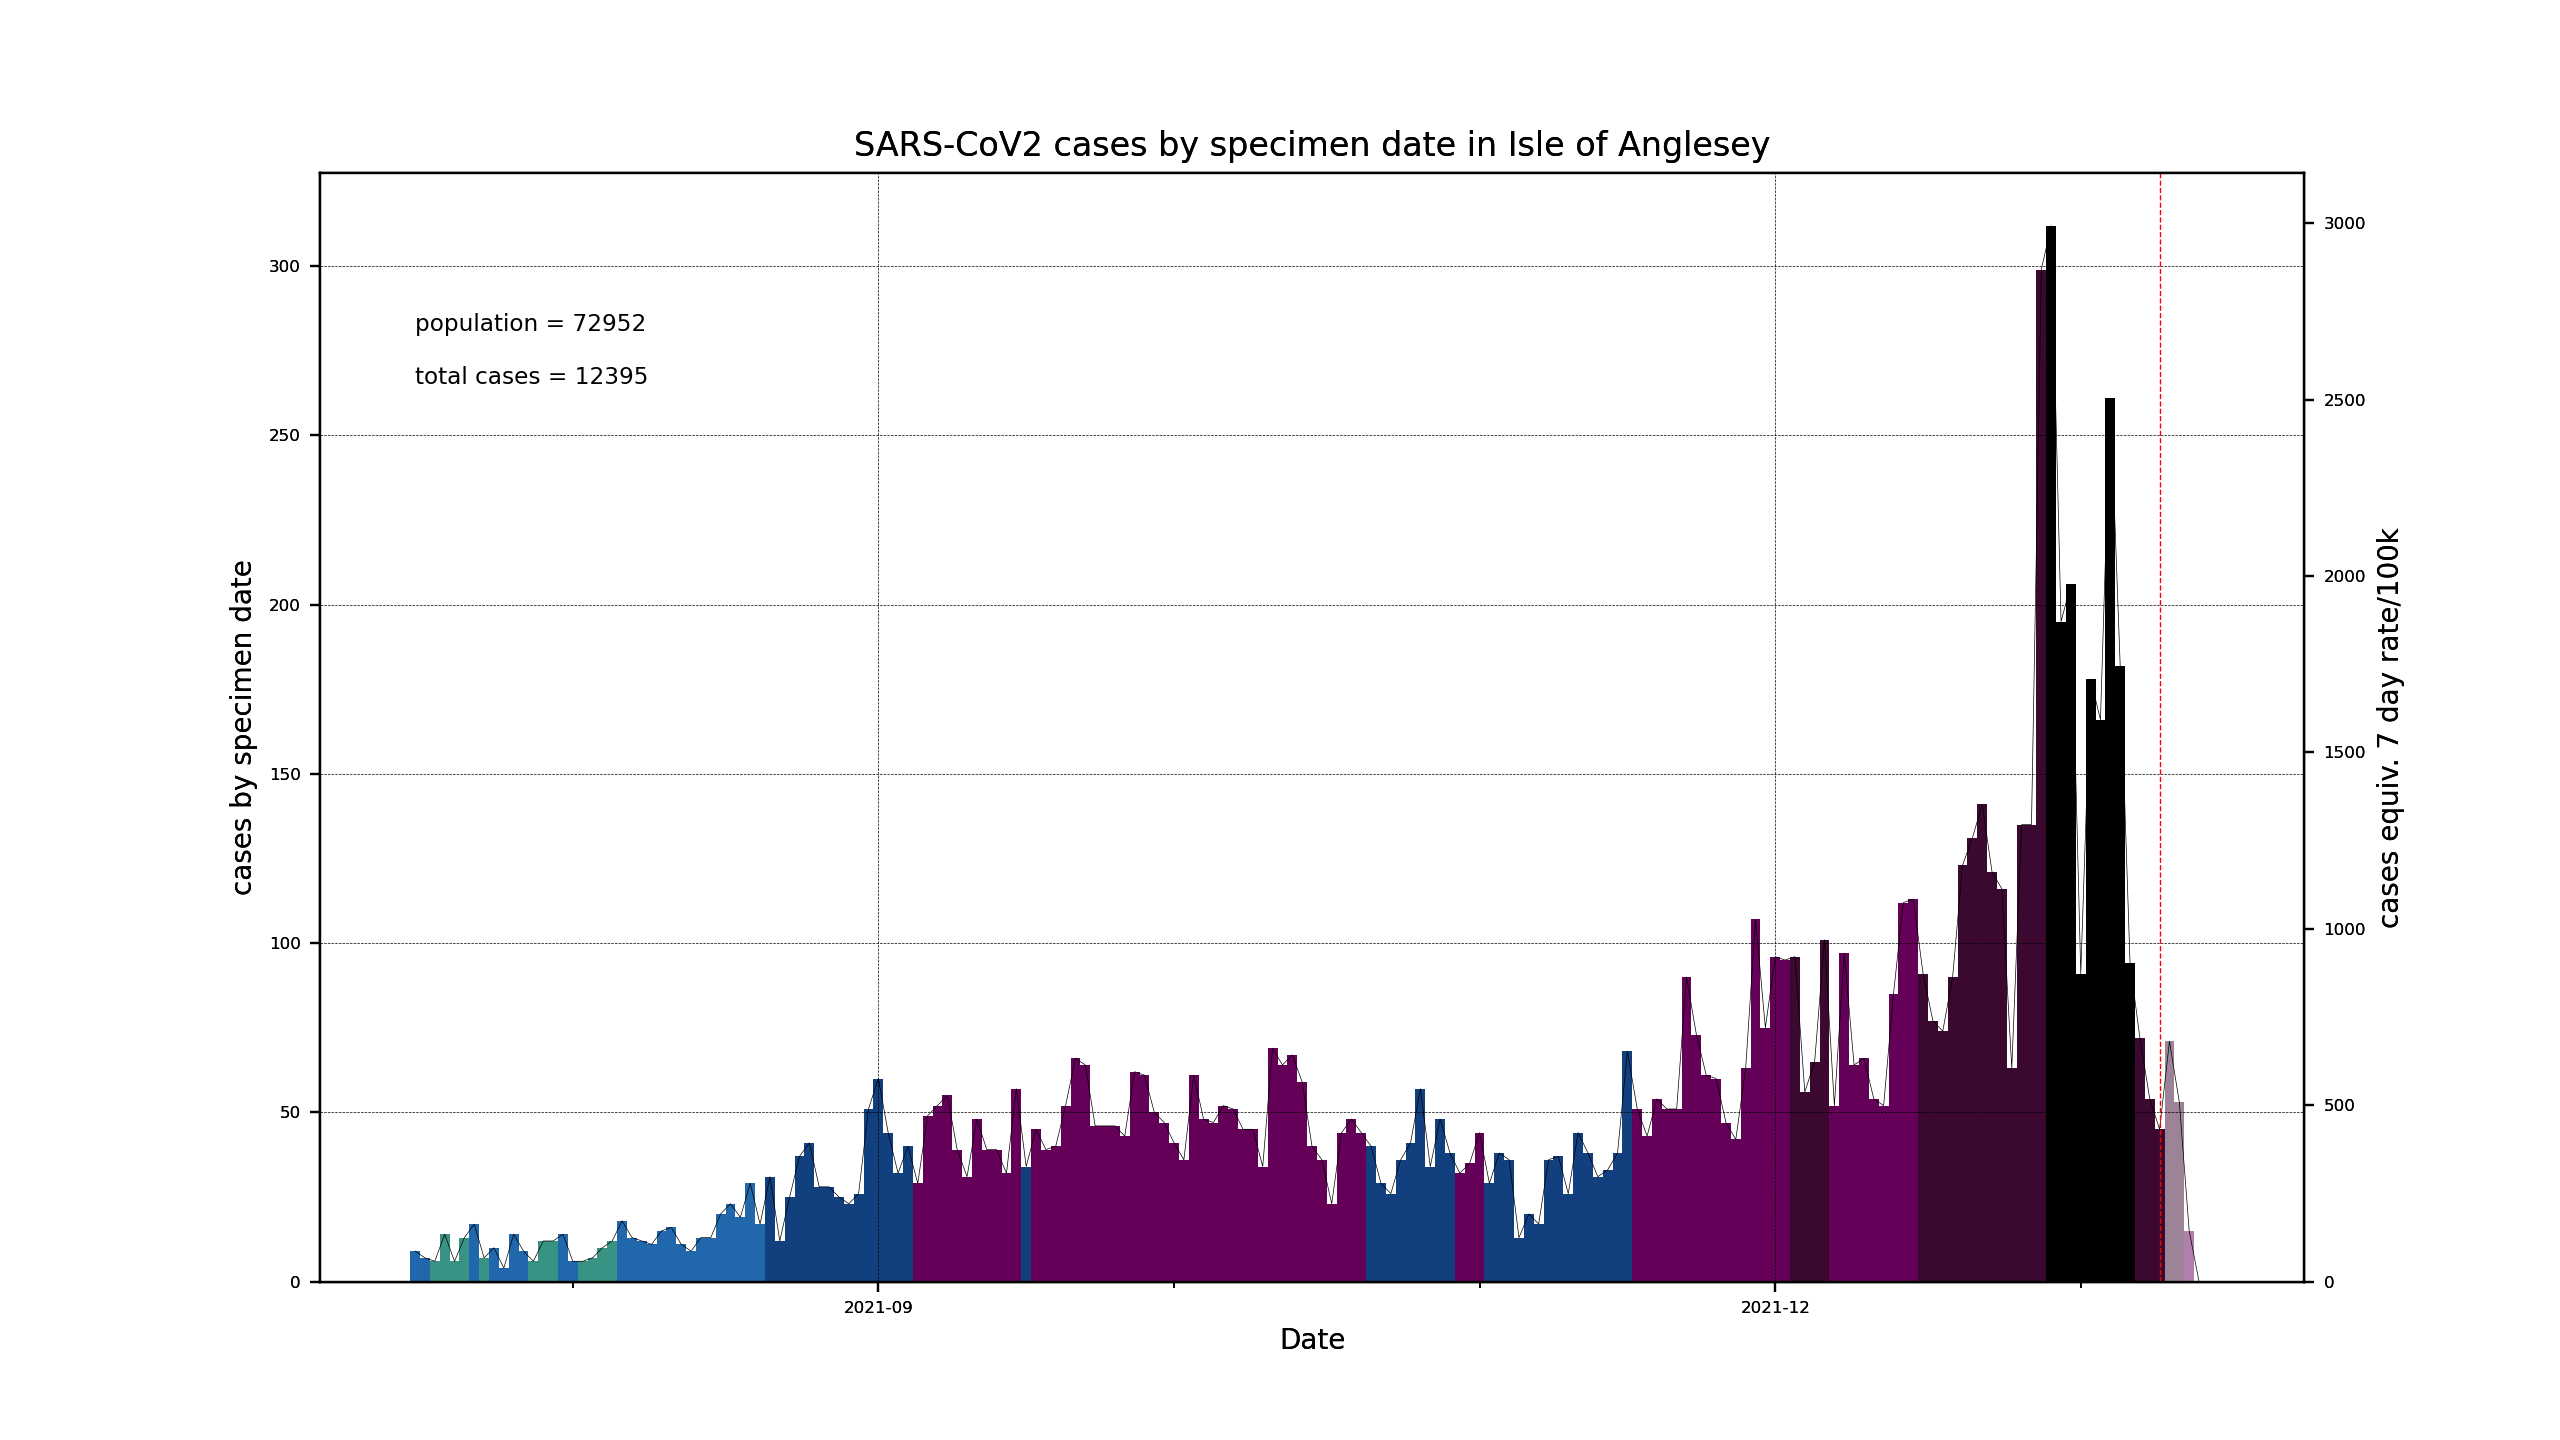 SARS-CoV2 cases by specimen date in Isle of Anglesey
population = 72952
total cases = 12395
cases by specimen date
300
250
200
150
100
50
0
3000
2500
2000
1500
1000
500
0
cases equiv. 7 day rate/100k
2021-09
2021-12
Date